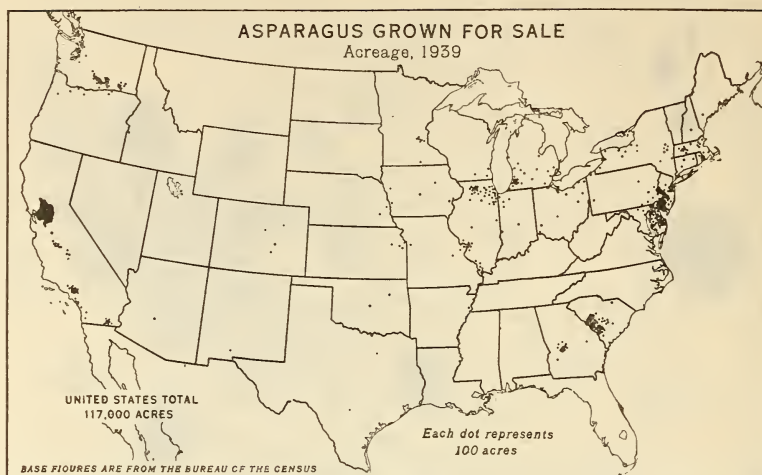 ASPARAGUS GROWN FOR SALE
Acreage, 1939
UNITED STATES TOTAL
117,000 ACRES
Each dot represents
100 acres
BASE FIGURES ARE FROM THE BUREAU OF THE CENSUS